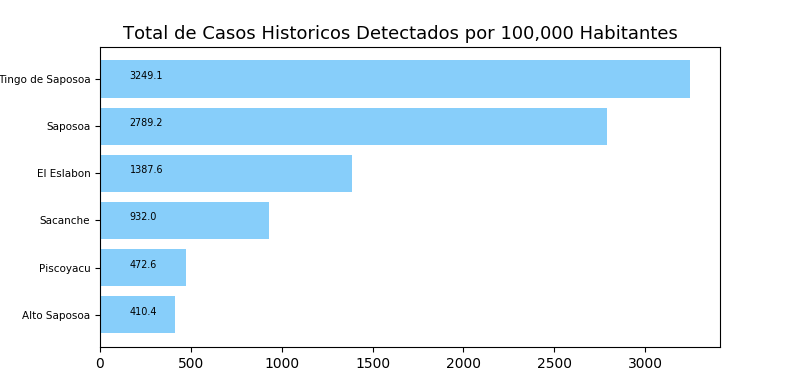 Total de Casos Historicos Detectados por 100,000 Habitantes
Tingo de Saposoa 3249.1
Saposoa 2789.2
El Eslabon 1387.6
Sacanche 932.0
Piscoyacu 472.6
Alto Saposoa 410.4
0 500 1000 1500 2000 2500 3000